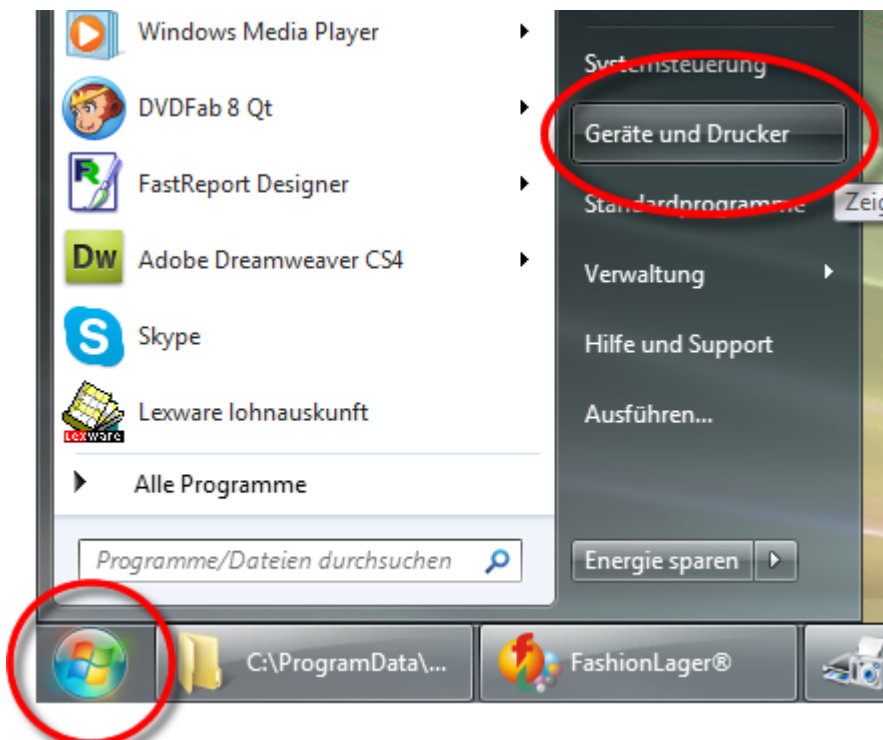 Windows Media Player
DVDFab 8 Qt
FastReport Designer
Dw Adobe Dreamweaver CS4
Skype
Lexware lohnauskunft
Lexware
Alle Programme
Programme/Dateien durchsuchen
Systemsteuerung
Geräte und Drucker
Standardprogramme
Zeig
Verwaltung
Hilfe und Support
Ausführen...
Energie sparen
C:\ProgramData\...
FashionLager®